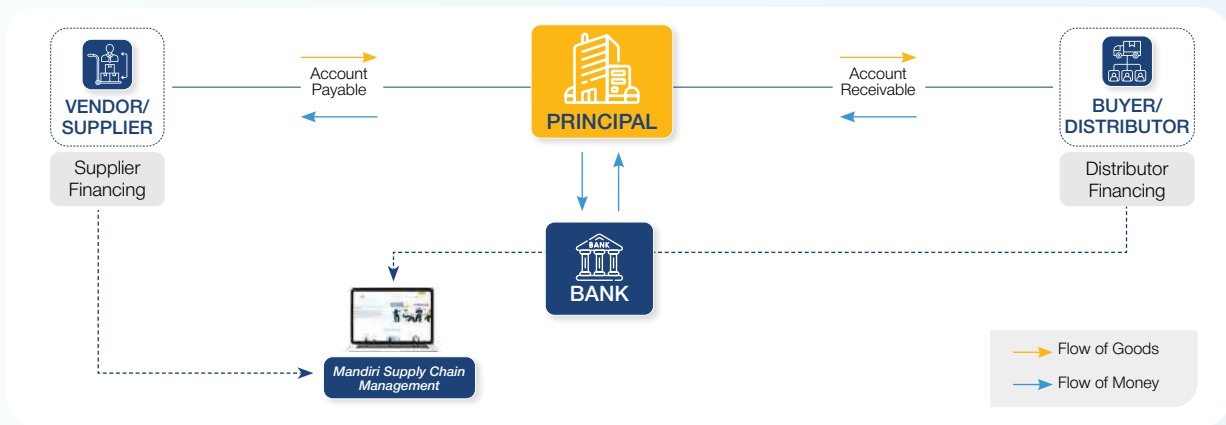 VENDOR/
SUPPLIER
Supplier
Financing
Account
Payable
PRINCIPAL
Account
Receivable
BUYER/
DISTRIBUTOR
Distributor
Financing
BANK
BANK
Mandiri Supply Chain
Management
Flow of Goods
Flow of Money